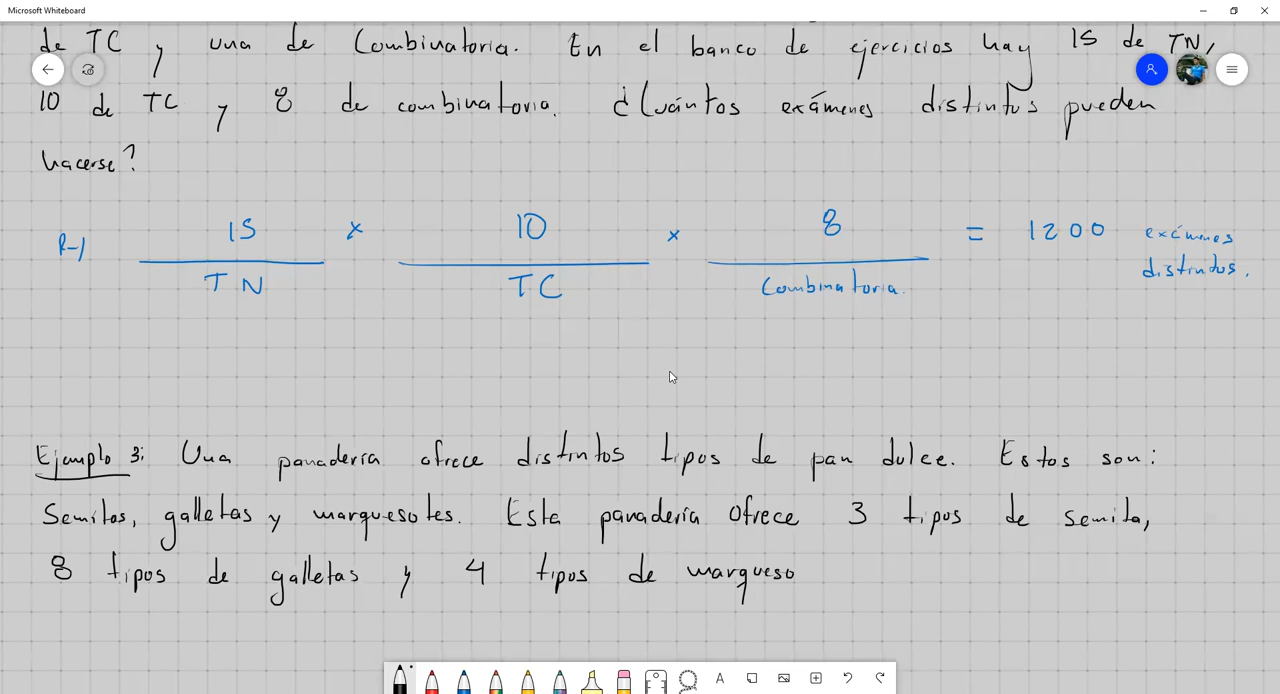 Microsoft Whiteboard
de TC y una de Combinatoria. En el banco de ejercicios hay 15 de TN,
10 de TC y 8 de combinatoria. ¿Cuántos exámenes distintos pueden
hacerse?
R-/ 15 x 10 x 8 = 1200 exámenes
TN TC Combinatoria. distintos.
Ejemplo 3: Una panadería ofrece distintos tipos de pan dulce. Estos son:
Semitas, galletas y marquesotes. Esta panadería ofrece 3 tipos de semita,
8 tipos de galletas y 4 tipos de marqueso
A